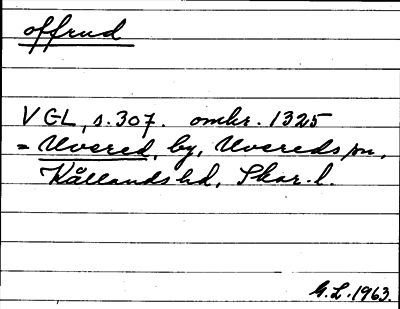 offrud
VGL, s. 307. omkr. 1325
= Uvered, by, Uvereds sn,
Kållands hd, Skar. l.
G.L. 1963.